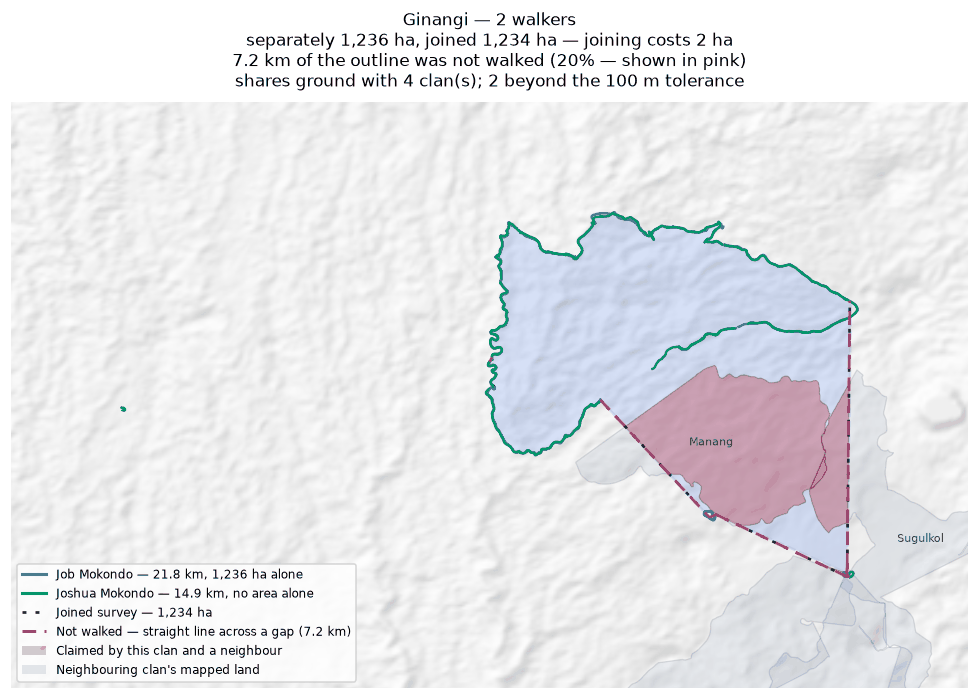 Ginangi — 2 walkers
separately 1,236 ha, joined 1,234 ha — joining costs 2 ha
7.2 km of the outline was not walked (20% — shown in pink)
shares ground with 4 clan(s); 2 beyond the 100 m tolerance
Manang
Sugulkol
Job Mokondo — 21.8 km, 1,236 ha alone
Joshua Mokondo — 14.9 km, no area alone
Joined survey — 1,234 ha
Not walked — straight line across a gap (7.2 km)
Claimed by this clan and a neighbour
Neighbouring clan's mapped land